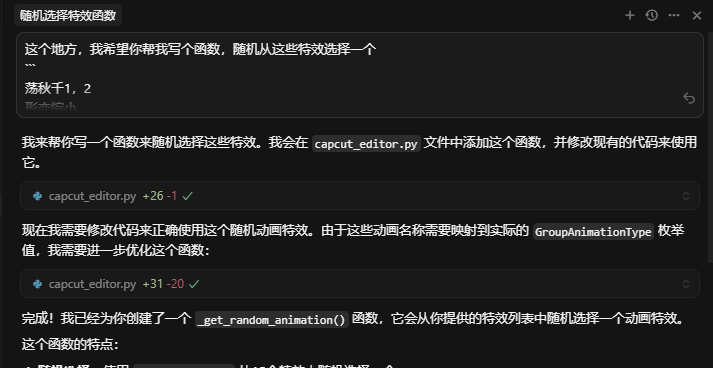 随机选择特效函数
这个地方，我希望你帮我写个函数，随机从这些特效选择一个
```
荡秋千1，2
形变缩小
我来帮你写一个函数来随机选择这些特效。我会在 capcut_editor.py 文件中添加这个函数，并修改现有的代码来使用
它。
capcut_editor.py +26 -1
现在我需要修改代码来正确使用这个随机动画特效。由于这些动画名称需要映射到实际的 GroupAnimationType 枚举
值，我需要进一步优化这个函数：
capcut_editor.py +31 -20
完成！我已经为你创建了一个 _get_random_animation() 函数，它会从你提供的特效列表中随机选择一个动画特效。
这个函数的特点：